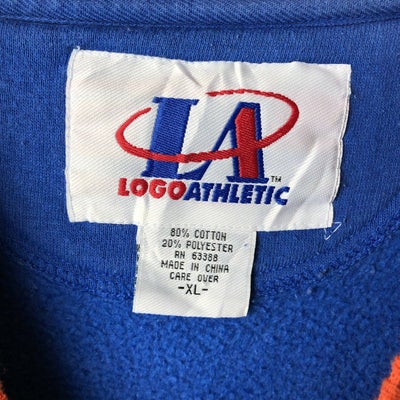 LA
LOGOATHLETIC™
80% COTTON
20% POLYESTER
RN 63388
MADE IN CHINA
CARE OVER
-XL-